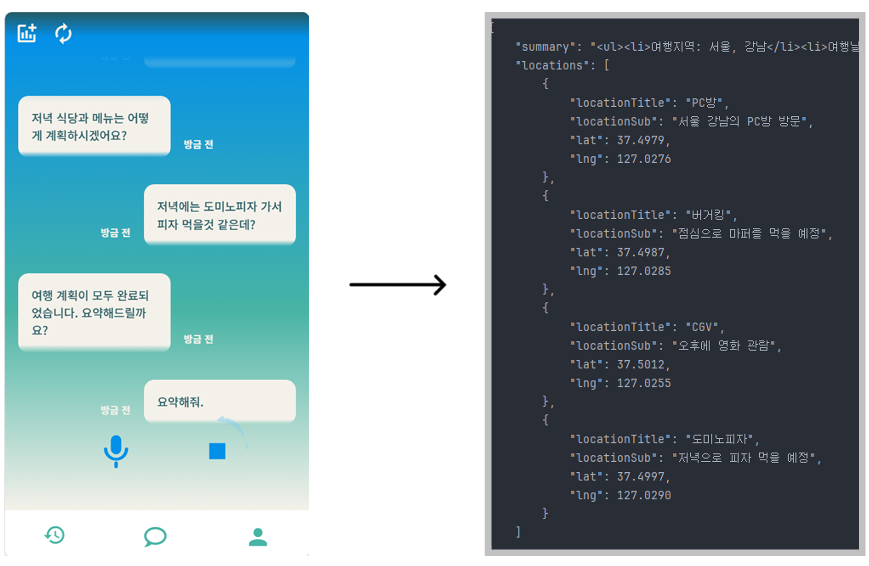 저녁 식당과 메뉴는 어떻
게 계획하시겠어요?
방금 전
저녁에는 도미노피자 가서
피자 먹을것 같은데?
방금 전
여행 계획이 모두 완료되
었습니다. 요약해드릴까
요?
방금 전
요약해줘.
방금 전
{
"summary": "<ul><li>여행지역: 서울, 강남</li><li>여행날
"locations": [
{
"locationTitle": "PC방",
"locationSub": "서울 강남의 PC방 방문",
"lat": 37.4979,
"lng": 127.0276
},
{
"locationTitle": "버거킹",
"locationSub": "점심으로 마퍼를 먹을 예정",
"lat": 37.4987,
"lng": 127.0285
},
{
"locationTitle": "CGV",
"locationSub": "오후에 영화 관람",
"lat": 37.5012,
"lng": 127.0255
},
{
"locationTitle": "도미노피자",
"locationSub": "저녁으로 피자 먹을 예정",
"lat": 37.4997,
"lng": 127.0290
}
]